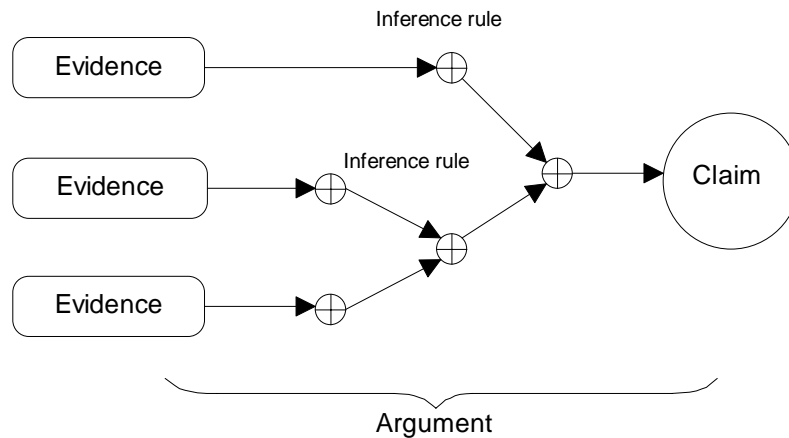 Inference rule
Evidence
Inference rule
Evidence
Claim
Evidence
Argument